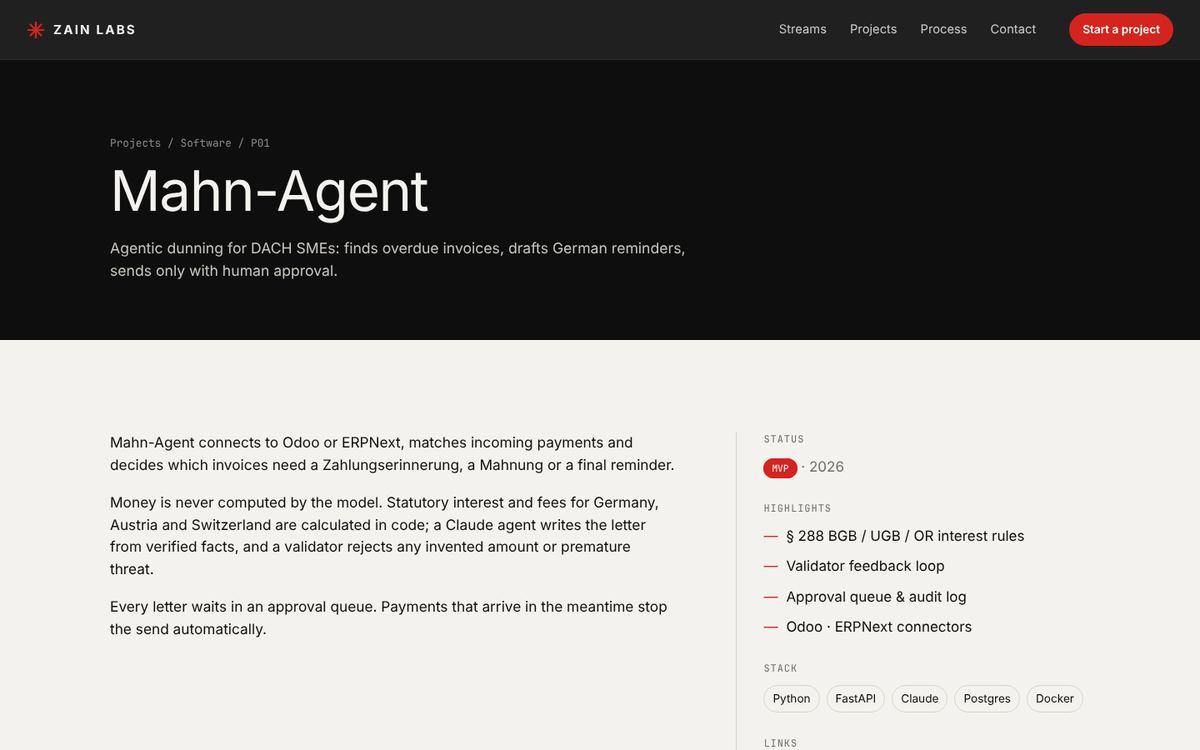 ZAIN LABS
Streams
Projects
Process
Contact
Start a project
Projects / Software / P01
Mahn-Agent
Agentic dunning for DACH SMEs: finds overdue invoices, drafts German reminders,
sends only with human approval.
Mahn-Agent connects to Odoo or ERPNext, matches incoming payments and
decides which invoices need a Zahlungserinnerung, a Mahnung or a final reminder.
Money is never computed by the model. Statutory interest and fees for Germany,
Austria and Switzerland are calculated in code; a Claude agent writes the letter
from verified facts, and a validator rejects any invented amount or premature
threat.
Every letter waits in an approval queue. Payments that arrive in the meantime stop
the send automatically.
STATUS
MVP · 2026
HIGHLIGHTS
— § 288 BGB / UGB / OR interest rules
— Validator feedback loop
— Approval queue & audit log
— Odoo · ERPNext connectors
STACK
Python
FastAPI
Claude
Postgres
Docker
LINKS